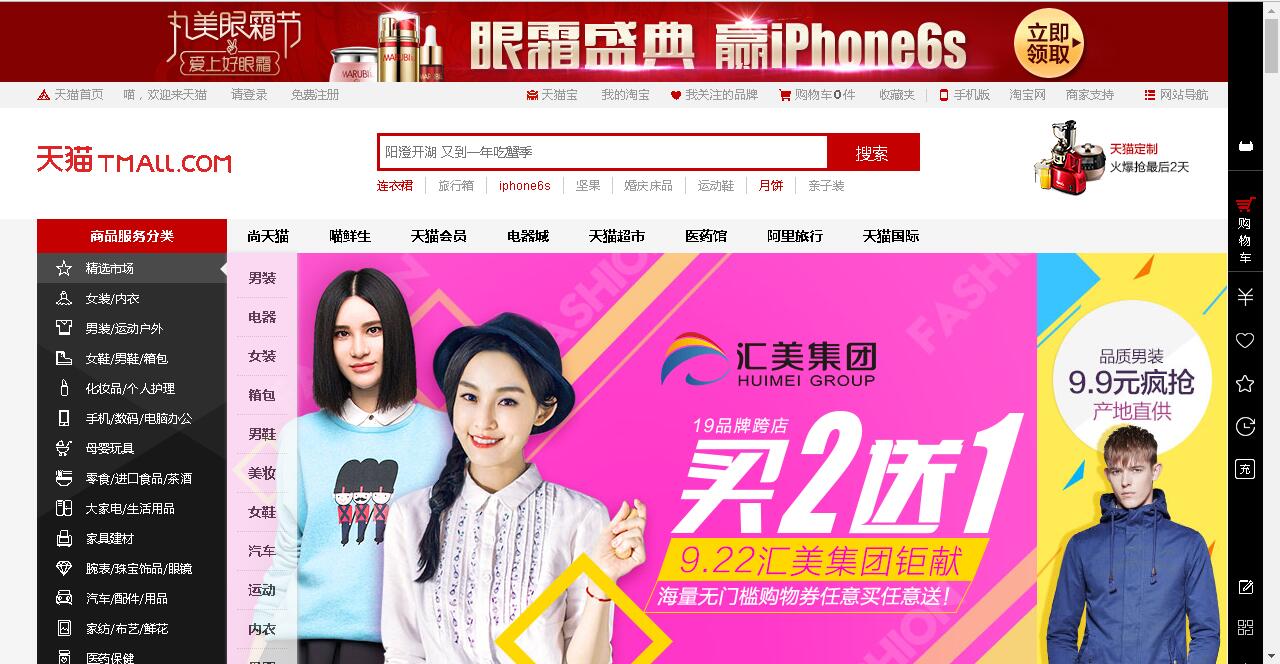 丸美眼霜节
爱上好眼霜
MARUBI
MARUBI
MARUBI
眼霜盛典 赢iPhone6s
立即
领取
天猫首页 喵，欢迎来天猫 请登录 免费注册
天猫宝 我的淘宝 我关注的品牌 购物车0件 收藏夹 手机版 淘宝网 商家支持 网站导航
天猫 TMALL.COM
阳澄开湖 又到一年吃蟹季
搜索
连衣裙 旅行箱 iphone6s 坚果 婚庆床品 运动鞋 月饼 亲子装
天猫定制
火爆抢最后2天
商品服务分类
尚天猫 喵鲜生 天猫会员 电器城 天猫超市 医药馆 阿里旅行 天猫国际
精选市场
女装/内衣
男装/运动户外
女鞋/男鞋/箱包
化妆品/个人护理
手机/数码/电脑办公
母婴玩具
零食/进口食品/茶酒
大家电/生活用品
家具建材
汽车/配件/用品
家纺/布艺/鲜花
医药保健
男装
电器
女装
箱包
男鞋
美妆
女鞋
汽车
运动
内衣
FASHION
FASHION
FASHION
汇美集团
HUIMEI GROUP
19品牌跨店
买2送1
9.22汇美集团钜献
海量无门槛购物券任意买任意送!
品质男装
9.9元疯抢
产地直供
购
物
车
充